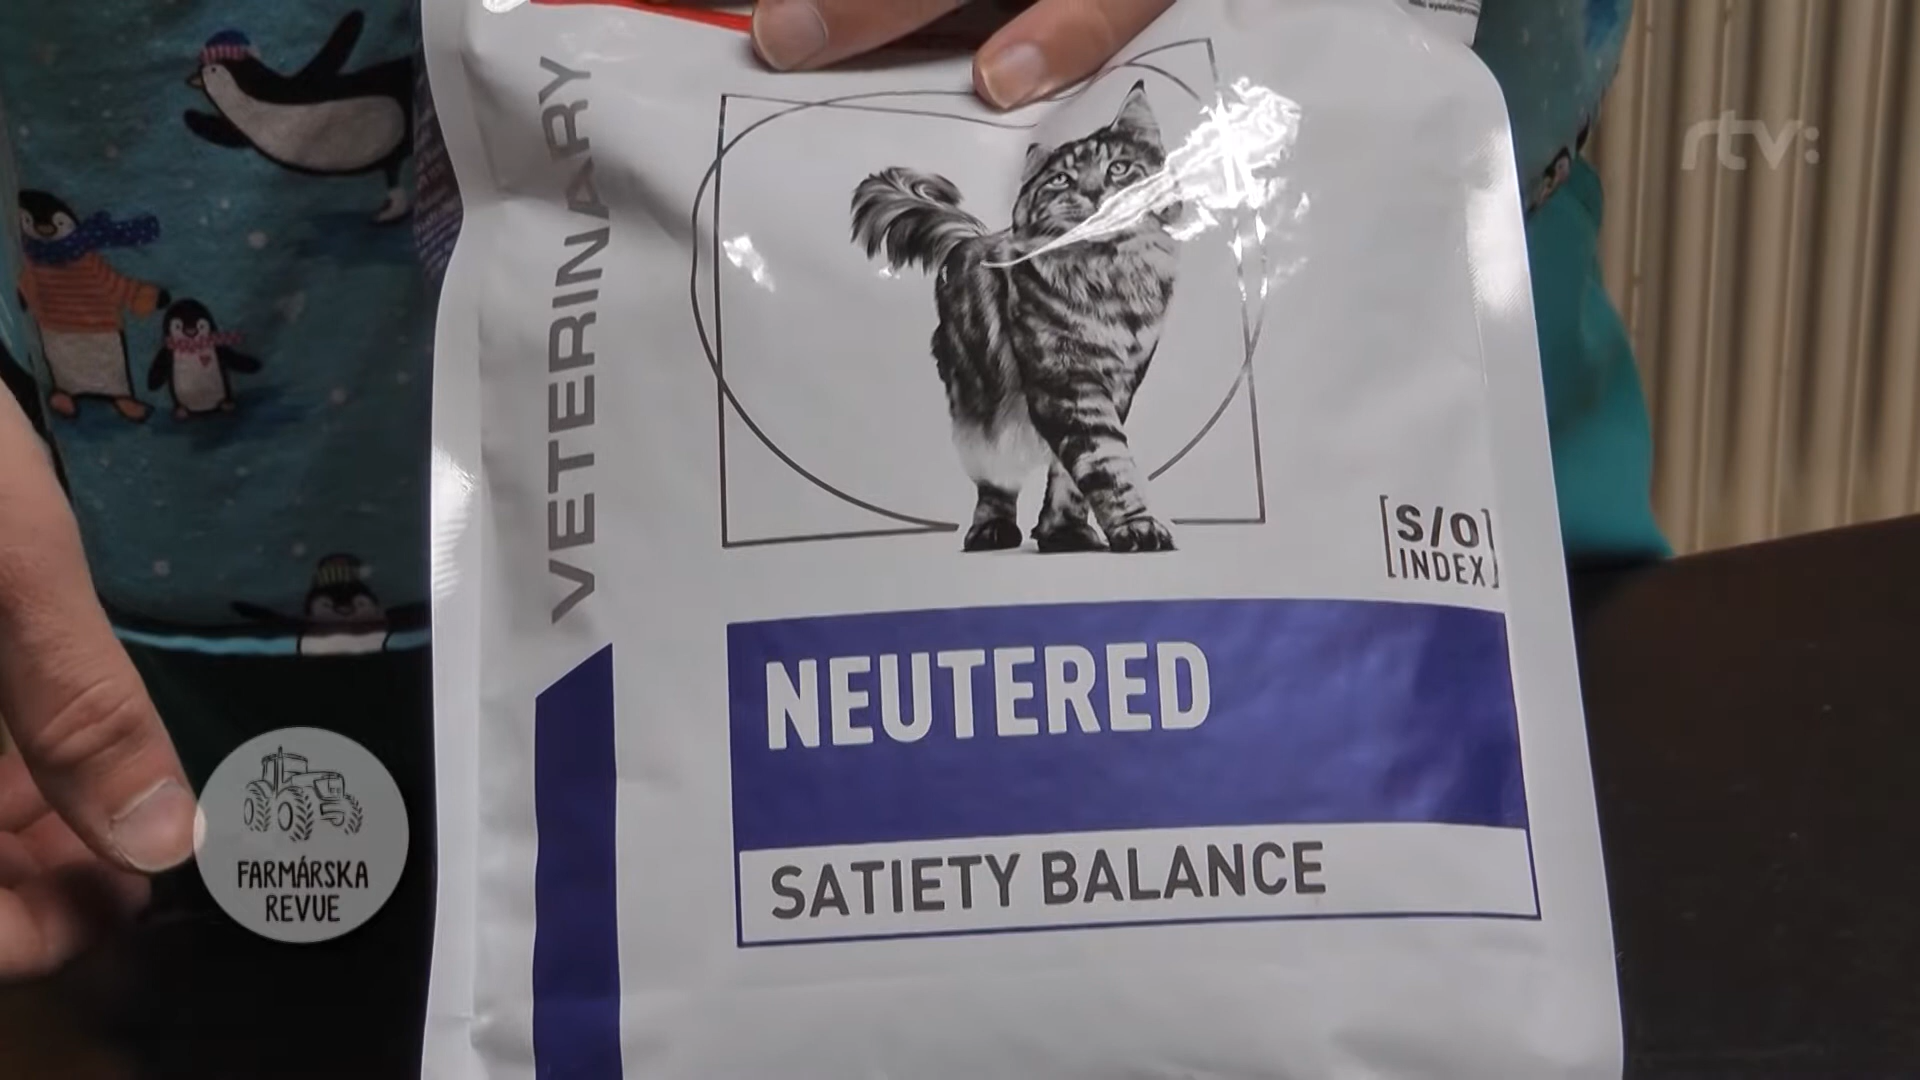 rtv:
VETERINARY
S/O
INDEX
NEUTERED
SATIETY BALANCE
FARMÁRSKA
REVUE